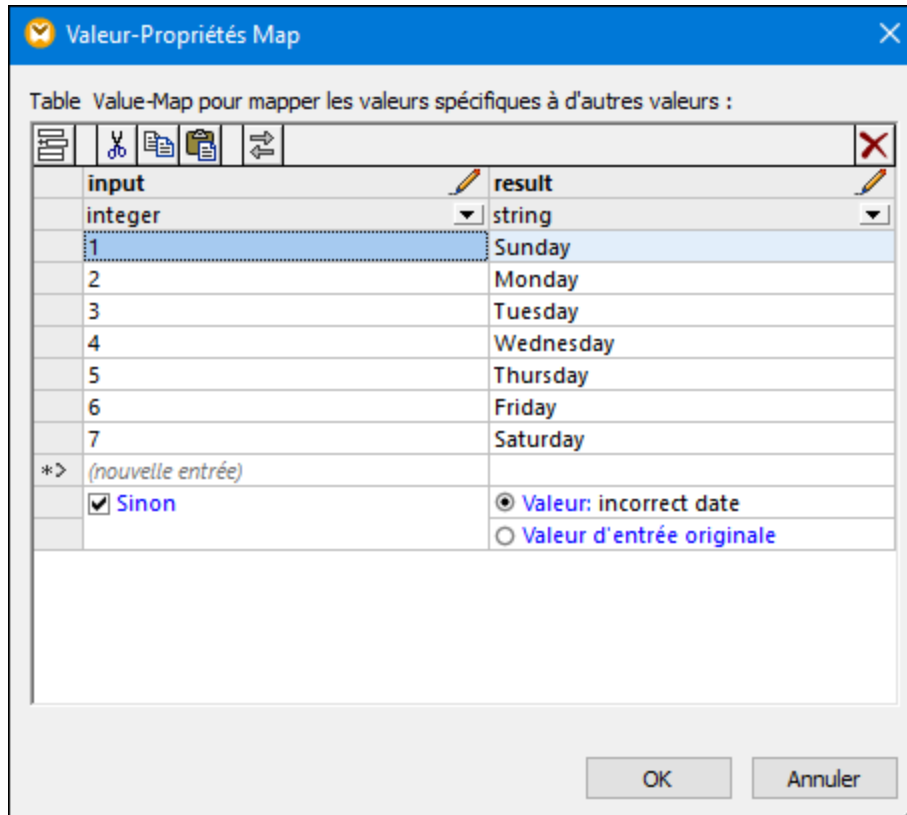 Valeur-Propriétés Map
Table Value-Map pour mapper les valeurs spécifiques à d'autres valeurs :
input result
integer string
1 Sunday
2 Monday
3 Tuesday
4 Wednesday
5 Thursday
6 Friday
7 Saturday
(nouvelle entrée)
Sinon Valeur: incorrect date
Valeur d'entrée originale
OK Annuler